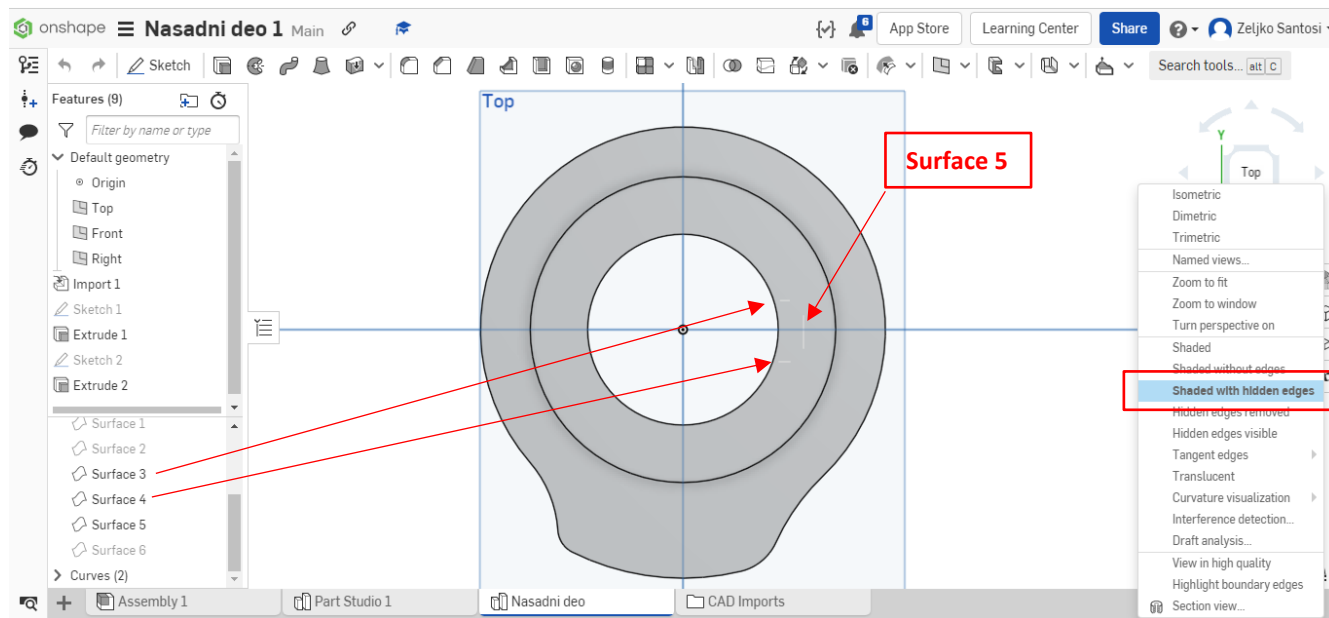 onshape Nasadni deo 1 Main 6 App Store Learning Center Share Zeljko Santosi
Sketch Search tools... alt C
Features (9)
Filter by name or type
Default geometry
Origin
Top
Front
Right
Import 1
Sketch 1
Extrude 1
Sketch 2
Extrude 2
Surface 1
Surface 2
Surface 3
Surface 4
Surface 5
Surface 6
Curves (2)
Top
Surface 5
Y
Top
Isometric
Dimetric
Trimetric
Named views...
Zoom to fit
Zoom to window
Turn perspective on
Shaded
Shaded without edges
Shaded with hidden edges
Hidden edges removed
Hidden edges visible
Tangent edges
Translucent
Curvature visualization
Interference detection...
Draft analysis...
View in high quality
Highlight boundary edges
Section view...
Assembly 1 Part Studio 1 Nasadni deo CAD Imports